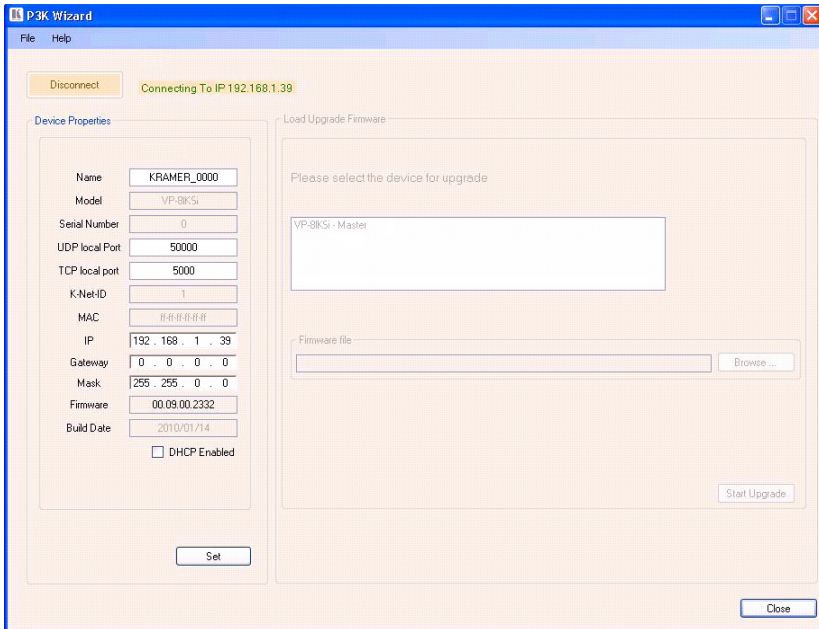 P3K Wizard
File Help
Disconnect
Connecting To IP 192.168.1.39
Device Properties
Name KRAMER_0000
Model VP-8IKSi
Serial Number 0
UDP local Port 50000
TCP local port 5000
K-Net-ID 1
MAC ff-ff-ff-ff-ff-ff
IP 192 . 168 . 1 . 39
Gateway 0 . 0 . 0 . 0
Mask 255 . 255 . 0 . 0
Firmware 00.09.00.2332
Build Date 2010/01/14
DHCP Enabled
Set
Load Upgrade Firmware
Please select the device for upgrade
VP-8IKSi - Master
Firmware file
Browse ...
Start Upgrade
Close